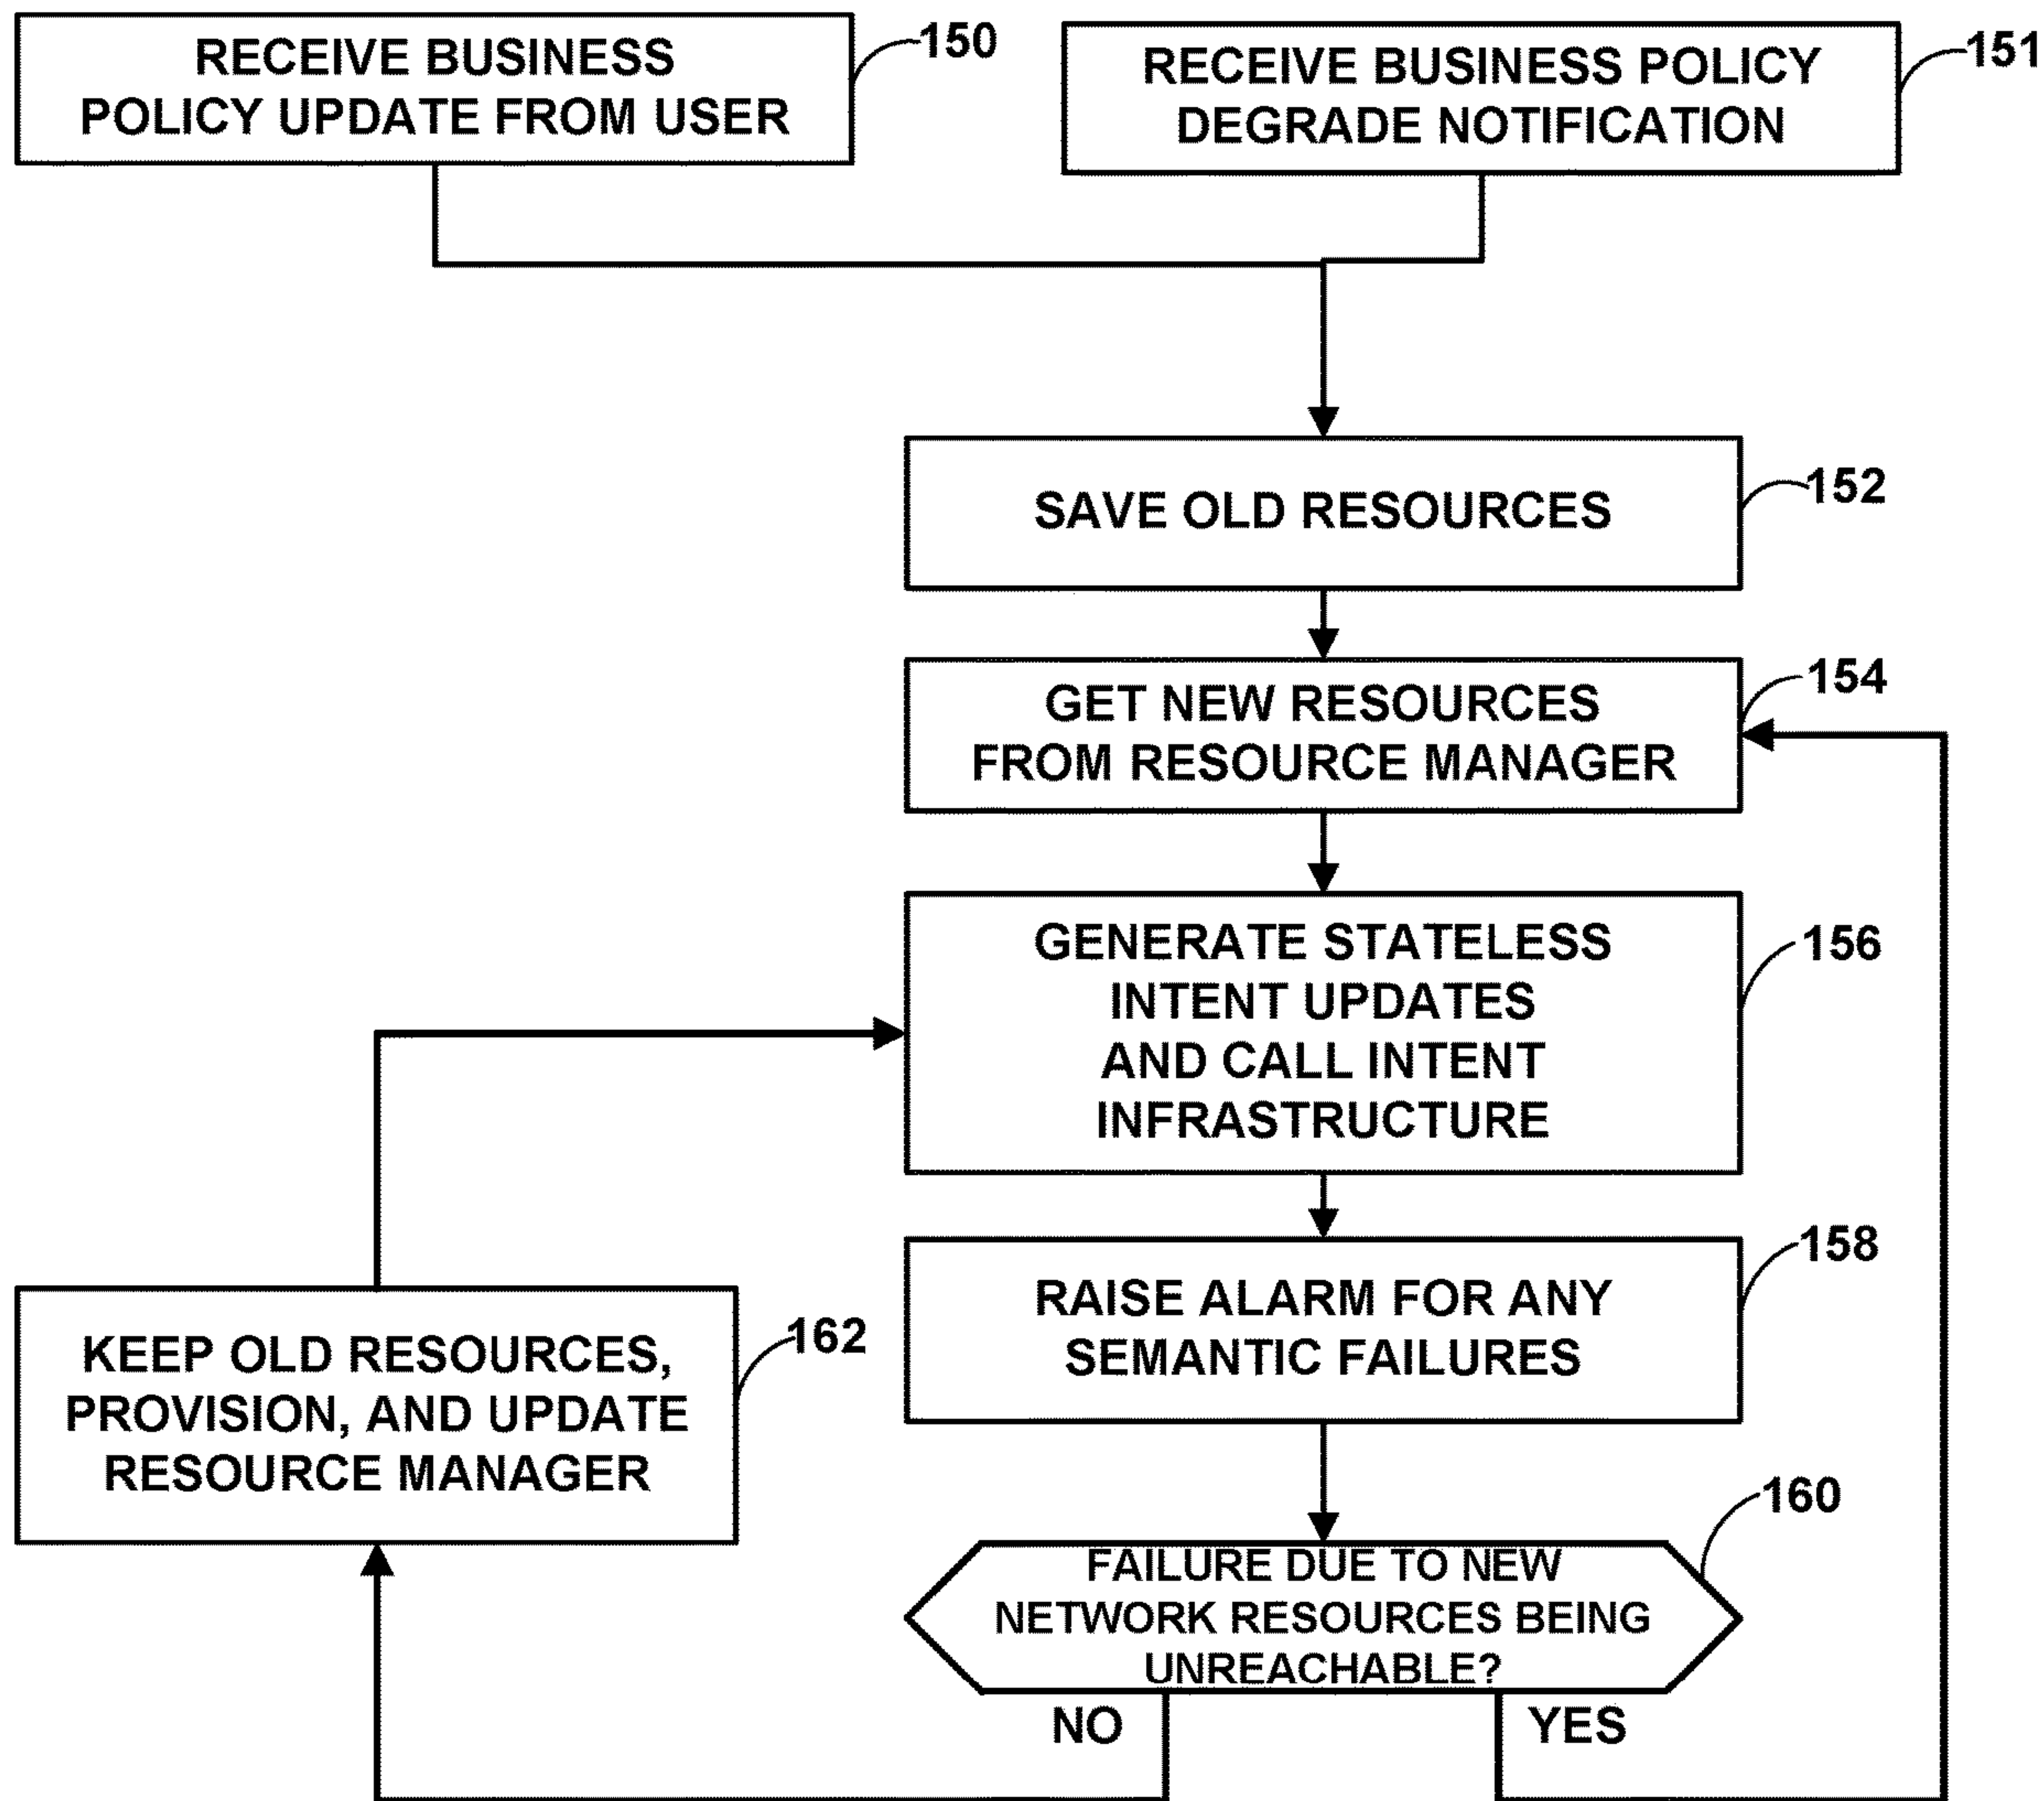 RECEIVE BUSINESS
POLICY UPDATE FROM USER
150
RECEIVE BUSINESS POLICY
DEGRADE NOTIFICATION
151
SAVE OLD RESOURCES
152
GET NEW RESOURCES
FROM RESOURCE MANAGER
154
GENERATE STATELESS
INTENT UPDATES
AND CALL INTENT
INFRASTRUCTURE
156
RAISE ALARM FOR ANY
SEMANTIC FAILURES
158
KEEP OLD RESOURCES,
PROVISION, AND UPDATE
RESOURCE MANAGER
162
FAILURE DUE TO NEW
NETWORK RESOURCES BEING
UNREACHABLE?
160
NO
YES